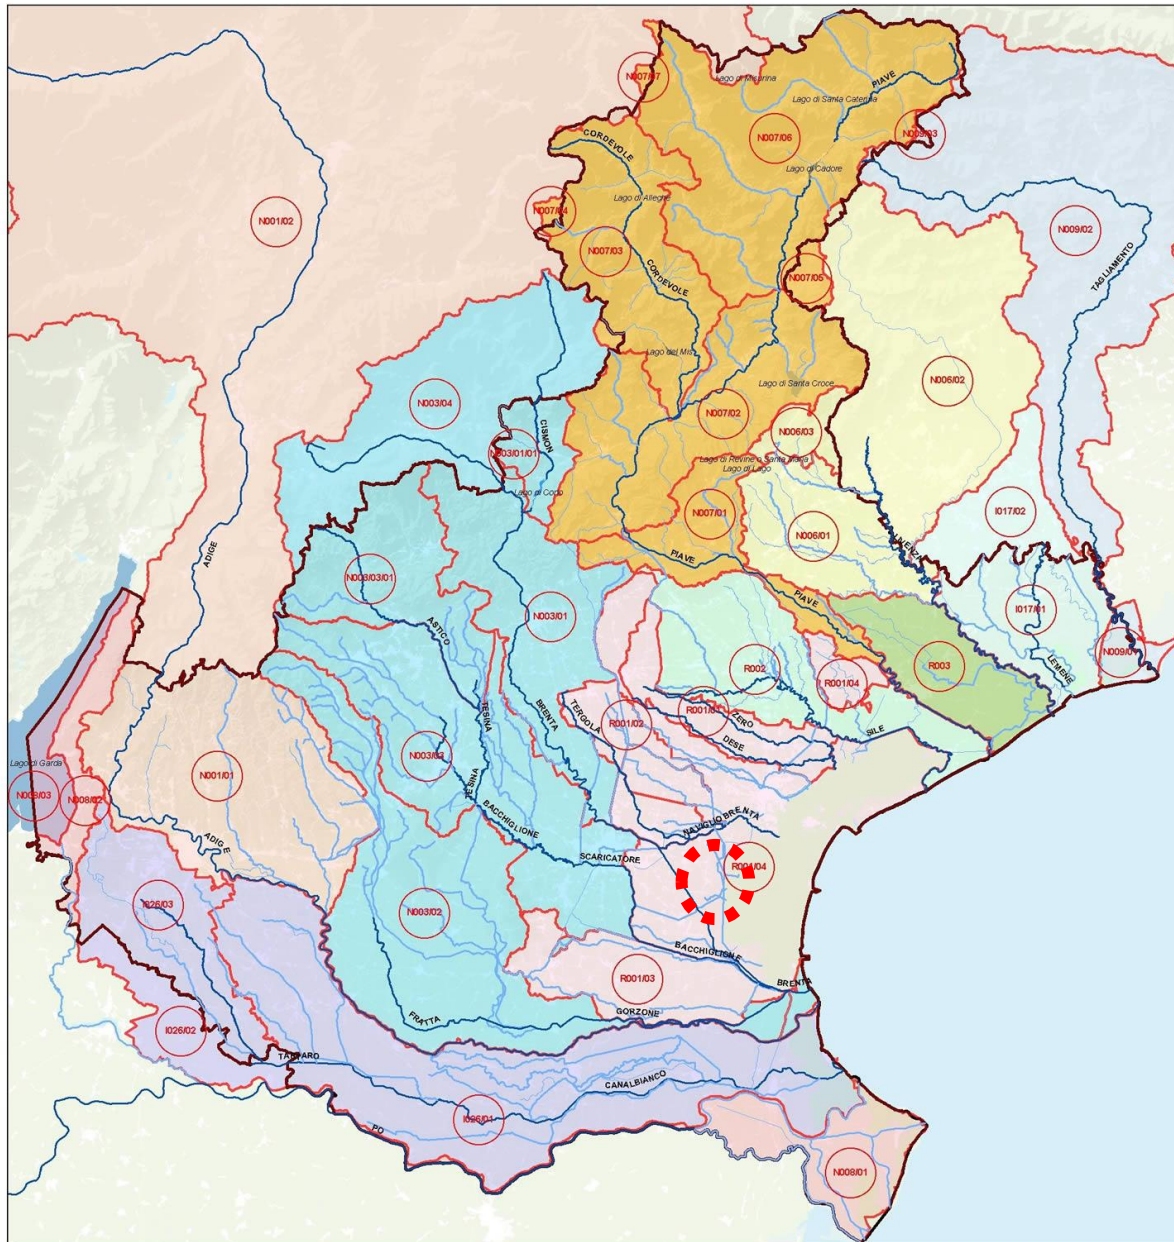 N007/07
Lago di Misurina
PIAVE
Lago di Santa Caterina
N009/03
CORDEVOLE
N007/06
Lago di Cadore
Lago di Alleghe
N007/04
N001/02
N009/02
N007/03
TAGLIAMENTO
CORDEVOLE
N007/05
Lago del Mis
Lago di Santa Croce
N006/02
N003/04
N007/02
CISMON
N006/03
N003/01/01
Lago di Revine o Santa Maria
Lago di Lago
Lago di Corlo
N007/01
I017/02
N006/01
LIVENZA
ADIGE
PIAVE
N003/03/01
PIAVE
N003/01
I017/01
ASTICO
N009/01
LEMENE
R002
R003
R001/04
BRENTA
TERGOLA
TESINA
R001/02
R001/01
ZERO
SILE
DESE
N003/03
Lago di Garda
N001/01
TESINA
N008/03
N008/02
BACCHIGLIONE
NAVIGLIO BRENTA
ADIGE
SCARICATORE
R001/04
I026/03
N003/02
BACCHIGLIONE
R001/03
BRENTA
GORZONE
FRATTA
I026/02
TARTARO
CANALBIANCO
I026/01
PO
N008/01